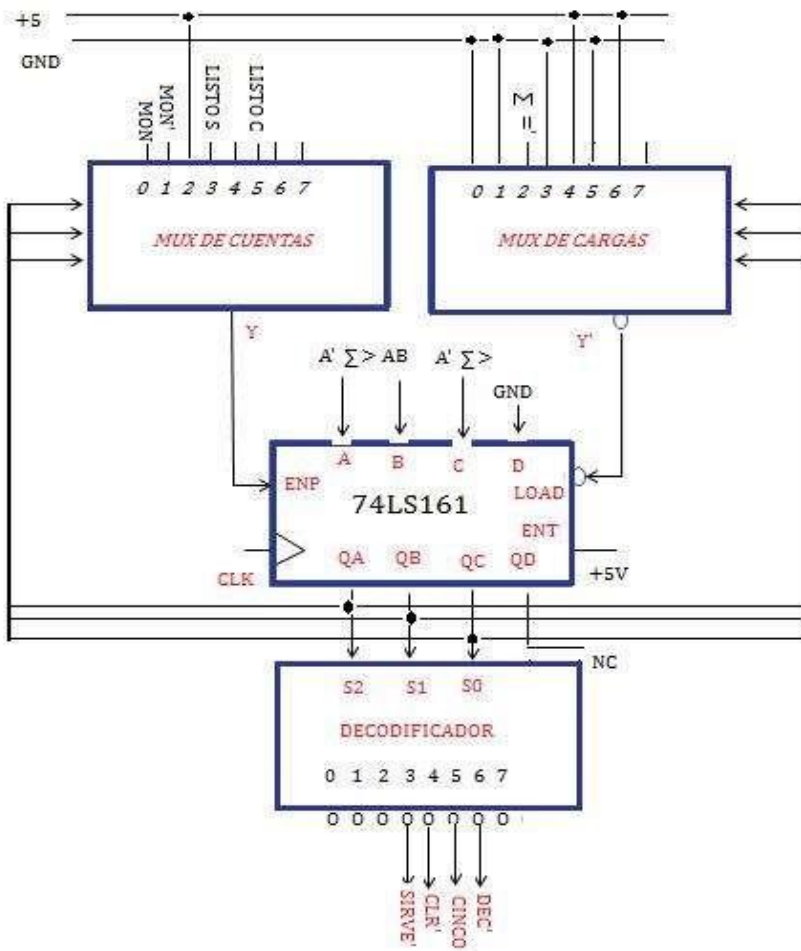 +5
GND
MON
MON'
LISTO S
LISTO C
Σ ='
0 1 2 3 4 5 6 7
MUX DE CUENTAS
0 1 2 3 4 5 6 7
MUX DE CARGAS
Y
Y'
A' Σ> AB A' Σ>
GND
A B C D
ENP
LOAD
74LS161
ENT
QA QB QC QD
CLK
+5V
NC
S2 S1 S0
DECODIFICADOR
0 1 2 3 4 5 6 7
SIRVE'
CLR'
CINCO
DEC'